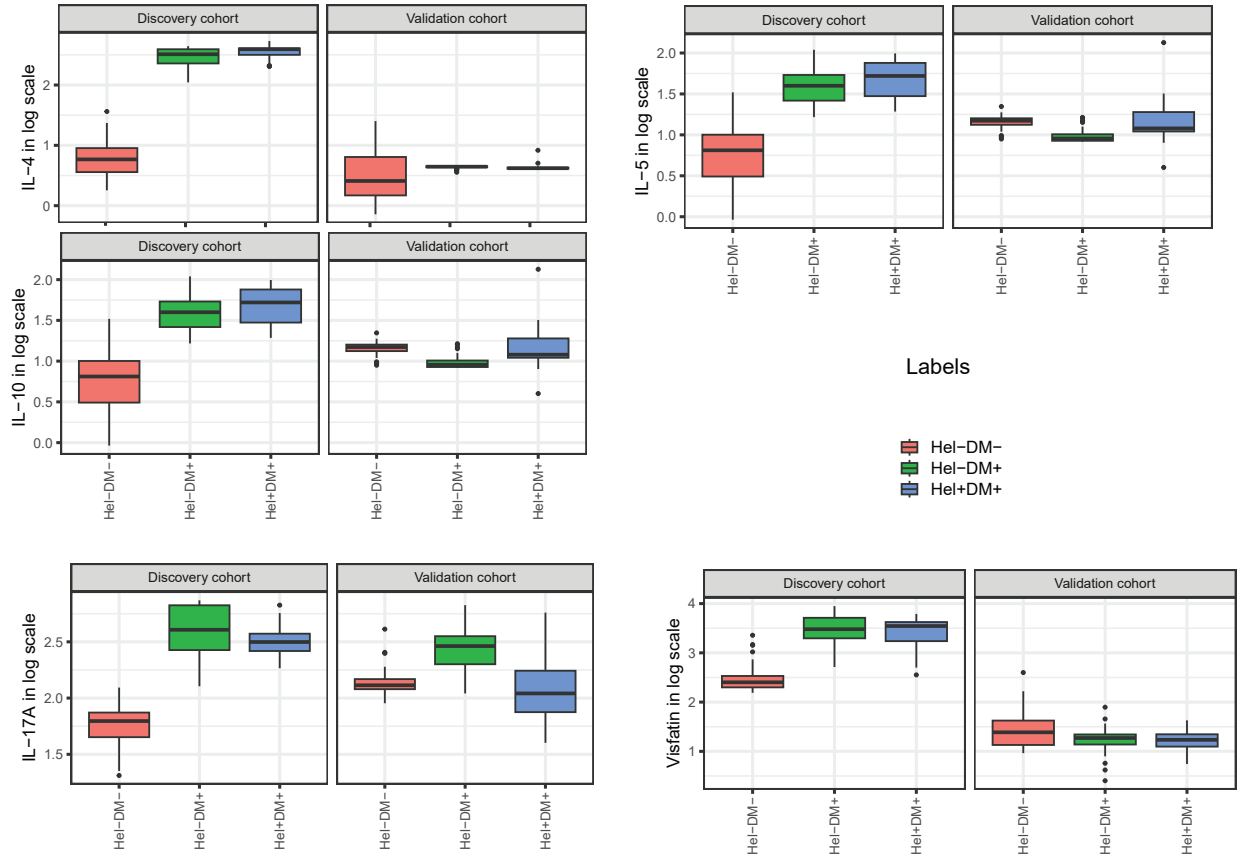 Discovery cohort
Validation cohort
IL−4 in log scale
2
1
0
Discovery cohort
Validation cohort
IL−5 in log scale
2.0
1.5
1.0
0.5
0.0
Hel−DM−
Hel−DM+
Hel+DM+
Hel−DM−
Hel−DM+
Hel+DM+
Discovery cohort
Validation cohort
IL−10 in log scale
2.0
1.5
1.0
0.5
0.0
Hel−DM−
Hel−DM+
Hel+DM+
Hel−DM−
Hel−DM+
Hel+DM+
Labels
Hel−DM−
Hel−DM+
Hel+DM+
Discovery cohort
Validation cohort
IL−17A in log scale
2.5
2.0
1.5
Hel−DM−
Hel−DM+
Hel+DM+
Hel−DM−
Hel−DM+
Hel+DM+
Discovery cohort
Validation cohort
Visfatin in log scale
4
3
2
1
Hel−DM−
Hel−DM+
Hel+DM+
Hel−DM−
Hel−DM+
Hel+DM+